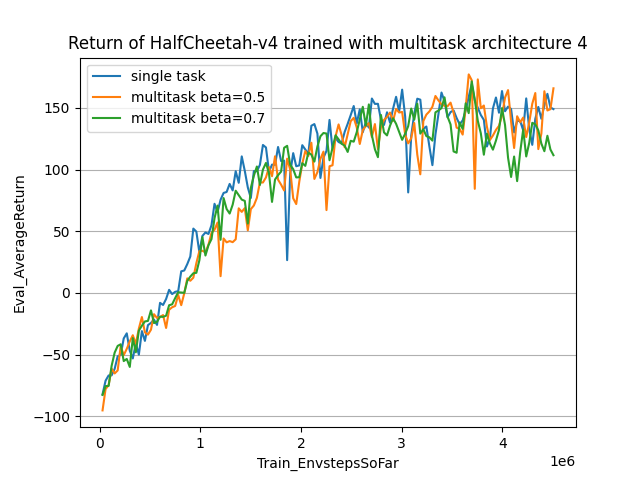 Return of HalfCheetah-v4 trained with multitask architecture 4
single task
multitask beta=0.5
multitask beta=0.7
150
100
50
0
−50
−100
Eval_AverageReturn
0 1 2 3 4
1e6
Train_EnvstepsSoFar